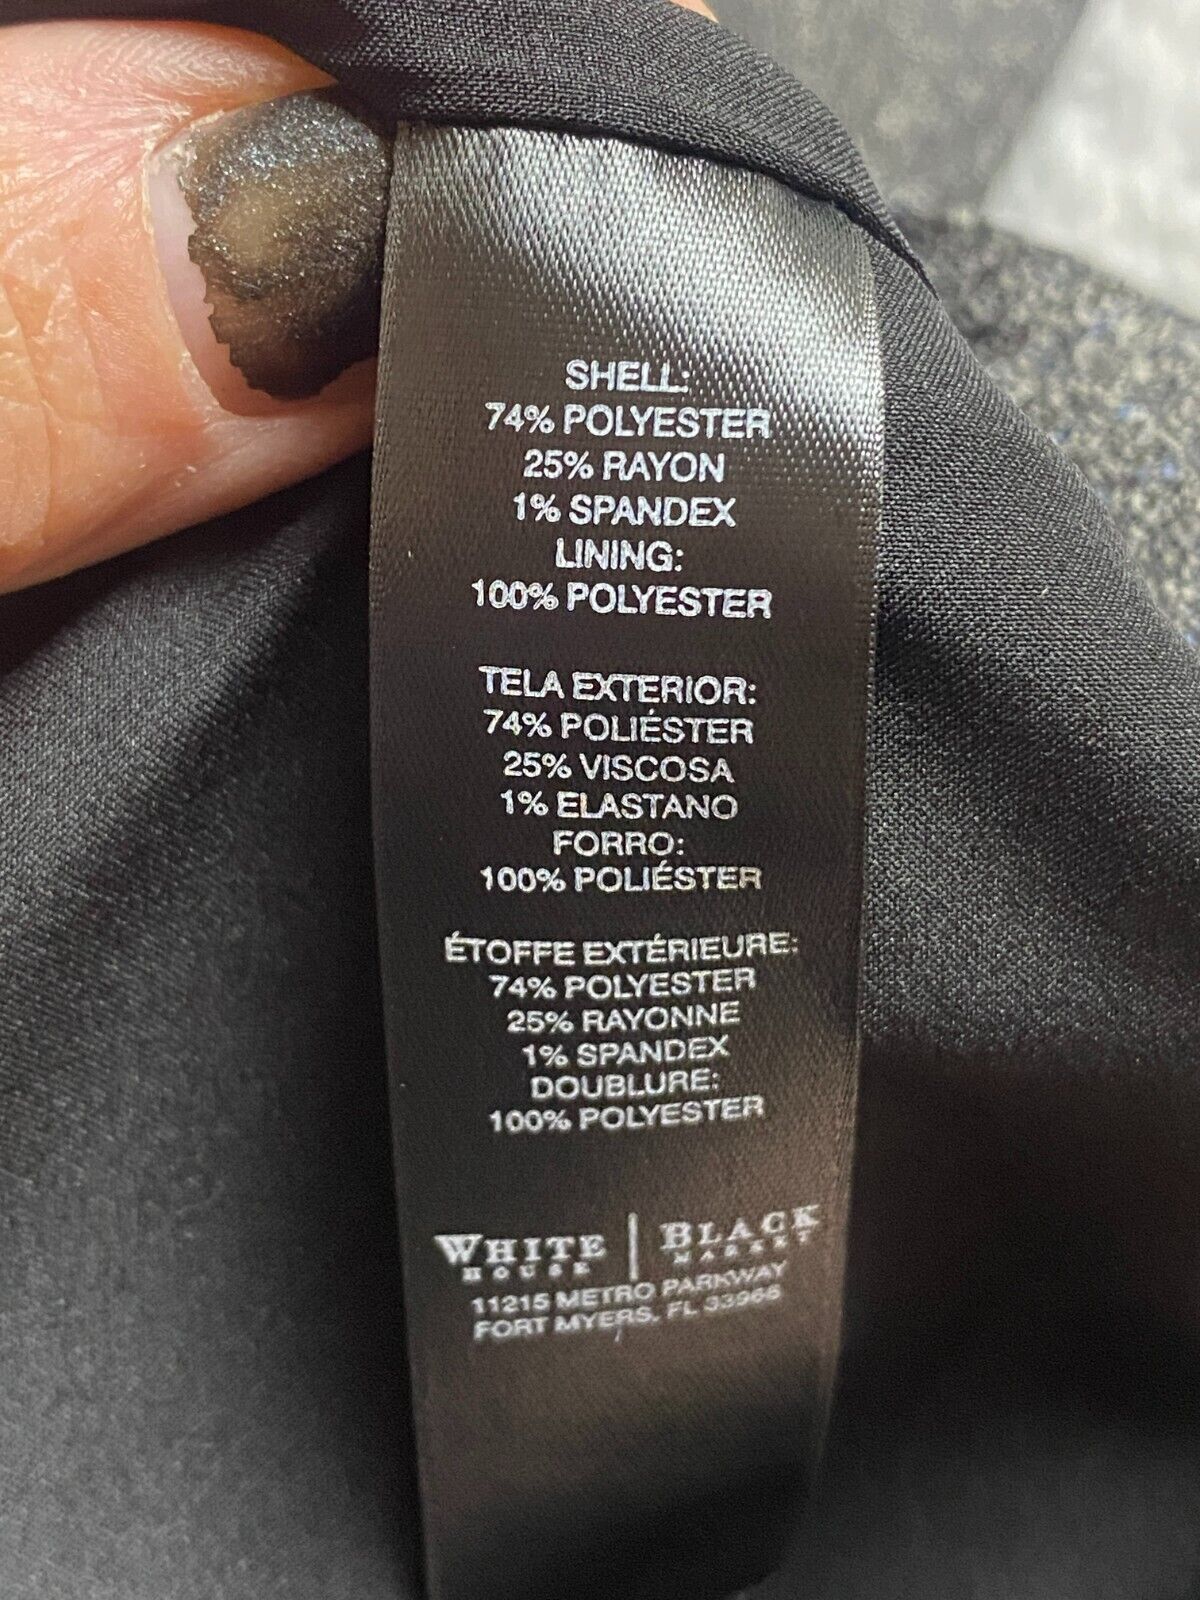 SHELL:
74% POLYESTER
25% RAYON
1% SPANDEX
LINING:
100% POLYESTER
TELA EXTERIOR:
74% POLIÉSTER
25% VISCOSA
1% ELASTANO
FORRO:
100% POLIÉSTER
ÉTOFFE EXTÉRIEURE:
74% POLYESTER
25% RAYONNE
1% SPANDEX
DOUBLURE:
100% POLYESTER
WHITE | BLACK
HOUSE MARKET
11215 METRO PARKWAY
FORT MYERS, FL 33966